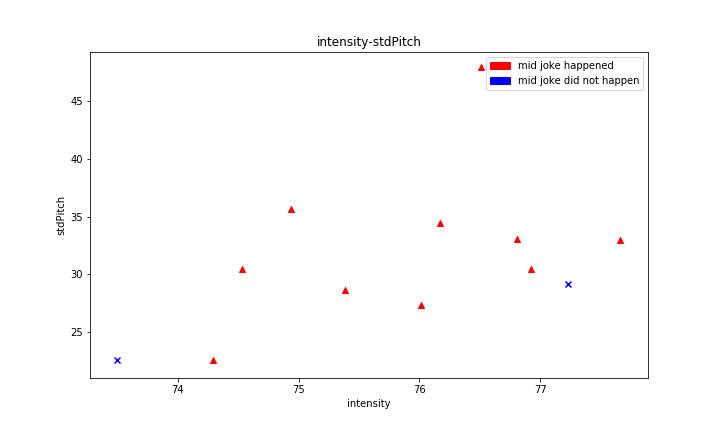 intensity-stdPitch
mid joke happened
mid joke did not happen
45
40
35
30
25
stdPitch
74
75
76
77
intensity